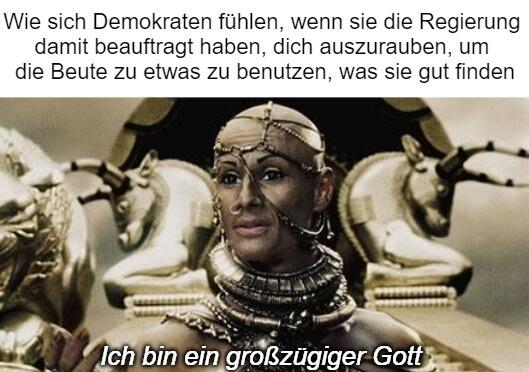 Wie sich Demokraten fühlen, wenn sie die Regierung
damit beauftragt haben, dich auszurauben, um
die Beute zu etwas zu benutzen, was sie gut finden
Ich bin ein großzügiger Gott